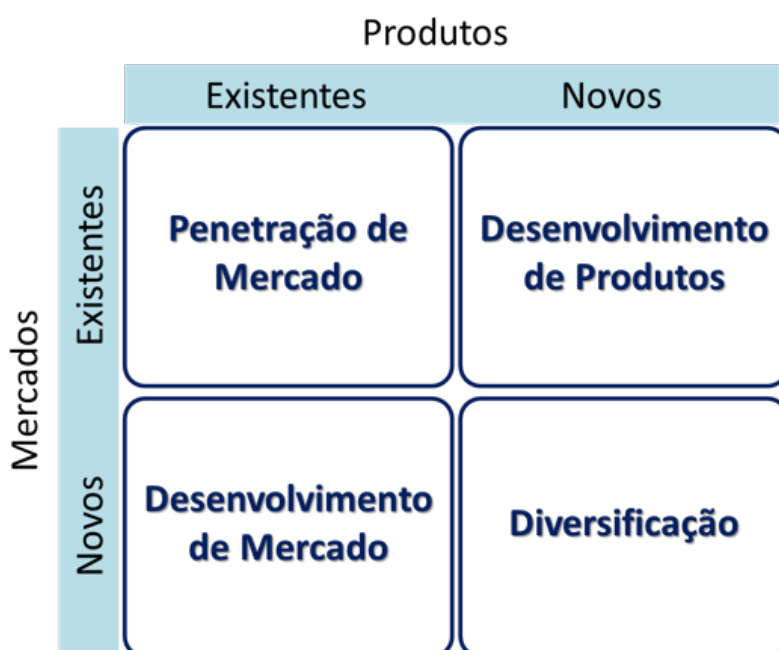 Produtos
Existentes
Novos
Mercados
Existentes
Penetração de
Mercado
Desenvolvimento
de Produtos
Novos
Desenvolvimento
de Mercado
Diversificação